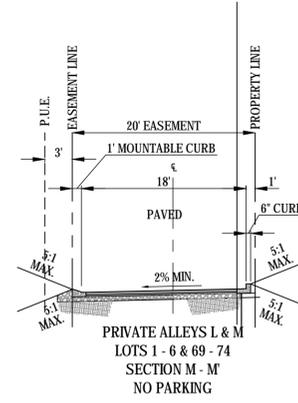 P.U.E.
EASEMENT LINE
PROPERTY LINE
20' EASEMENT
3'
1' MOUNTABLE CURB
℄
18'
1'
6" CURB
PAVED
5:1
MAX.
5:1
MAX.
2% MIN.
5:1
MAX.
5:1
MAX.
PRIVATE ALLEYS L & M
LOTS 1 - 6 & 69 - 74
SECTION M - M'
NO PARKING